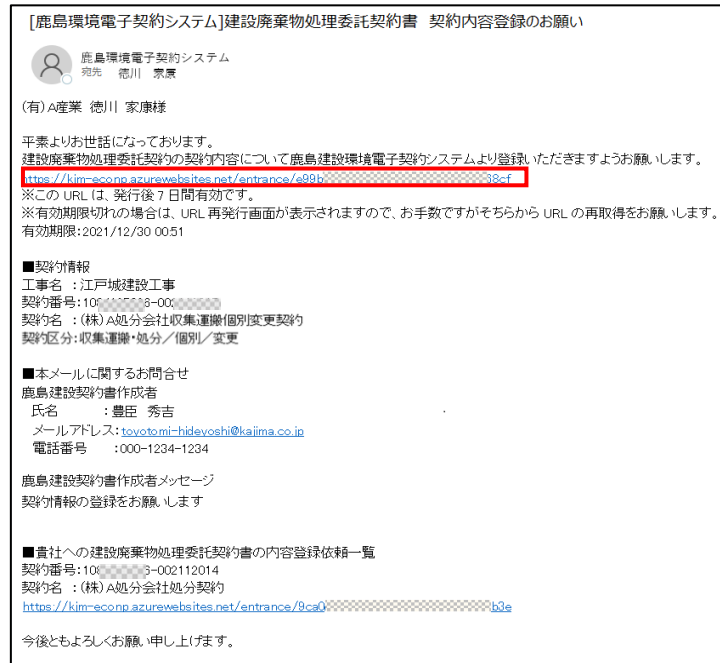 [鹿島環境電子契約システム]建設廃棄物処理委託契約書 契約内容登録のお願い
鹿島環境電子契約システム
宛先 徳川 家康
(有)A産業 徳川 家康様
平素よりお世話になっております。
建設廃棄物処理委託契約の契約内容について鹿島建設環境電子契約システムより登録いただきますようお願いします。
https://kim-econp.azurewebsites.net/entrance/e99b 68cf
※この URL は、発行後 7 日間有効です。
※有効期限切れの場合は、URL 再発行画面が表示されますので、お手数ですがそちらから URL の再取得をお願いします。
有効期限:2021/12/30 00:51
■契約情報
工事名 :江戸城建設工事
契約番号:10
契約名 :(株)A処分会社収集運搬個別変更契約
契約区分:収集運搬・処分/個別/変更
■本メールに関するお問合せ
鹿島建設契約書作成者
氏名 :豊臣 秀吉
メールアドレス:toyotomi-hideyoshi@kajima.co.jp
電話番号 :000-1234-1234
鹿島建設契約書作成者メッセージ
契約情報の登録をお願いします
■貴社への建設廃棄物処理委託契約書の内容登録依頼一覧
契約番号:10 6-002112014
契約名 :(株)A処分会社処分契約
https://kim-econp.azurewebsites.net/entrance/9ca0 b3e
今後ともよろしくお願い申し上げます。